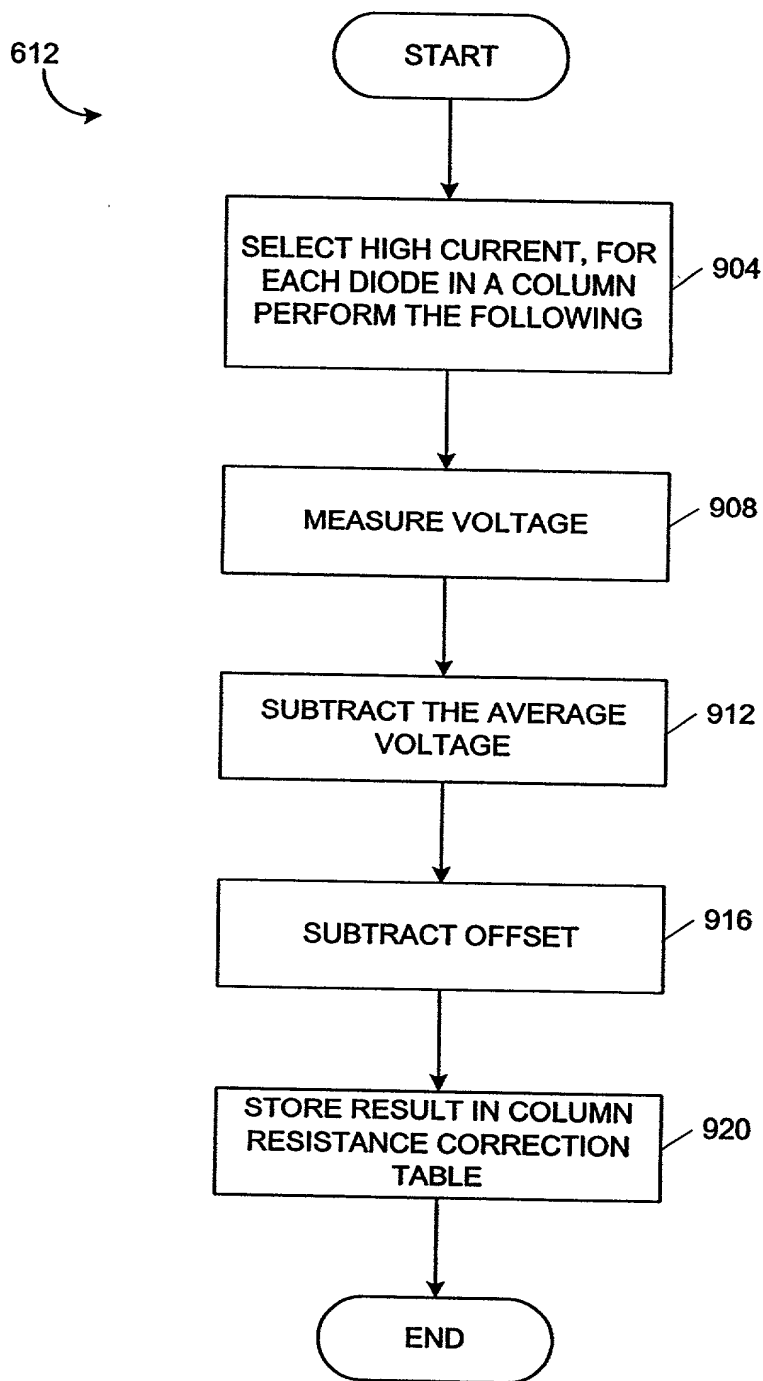 612
START
SELECT HIGH CURRENT, FOR
EACH DIODE IN A COLUMN
PERFORM THE FOLLOWING
904
MEASURE VOLTAGE
908
SUBTRACT THE AVERAGE
VOLTAGE
912
SUBTRACT OFFSET
916
STORE RESULT IN COLUMN
RESISTANCE CORRECTION
TABLE
920
END